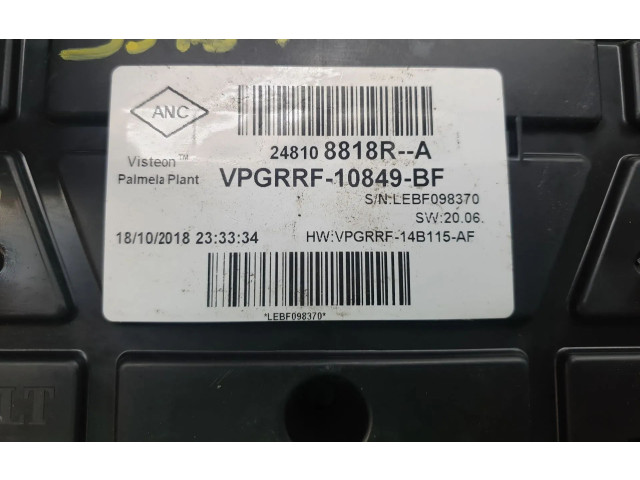 ANC
24810 8818R--A
Visteon™
Palmela Plant
VPGRRF-10849-BF
S/N:LEBF098370
SW:20.06.
18/10/2018 23:33:34
HW:VPGRRF-14B115-AF
*LEBF098370*